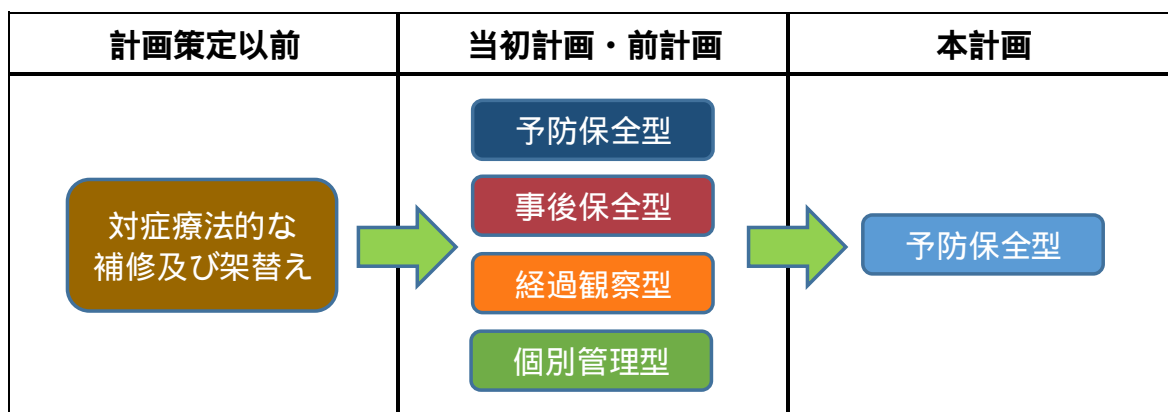 計画策定以前
当初計画・前計画
本計画
対症療法的な
補修及び架替え
予防保全型
事後保全型
経過観察型
個別管理型
予防保全型